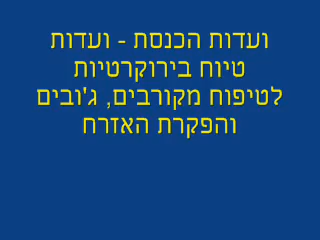 ועדות הכנסת - ועדות
טיוח בירוקרטיות
לטיפוח מקורבים, ג'ובים
והפקרת האזרח